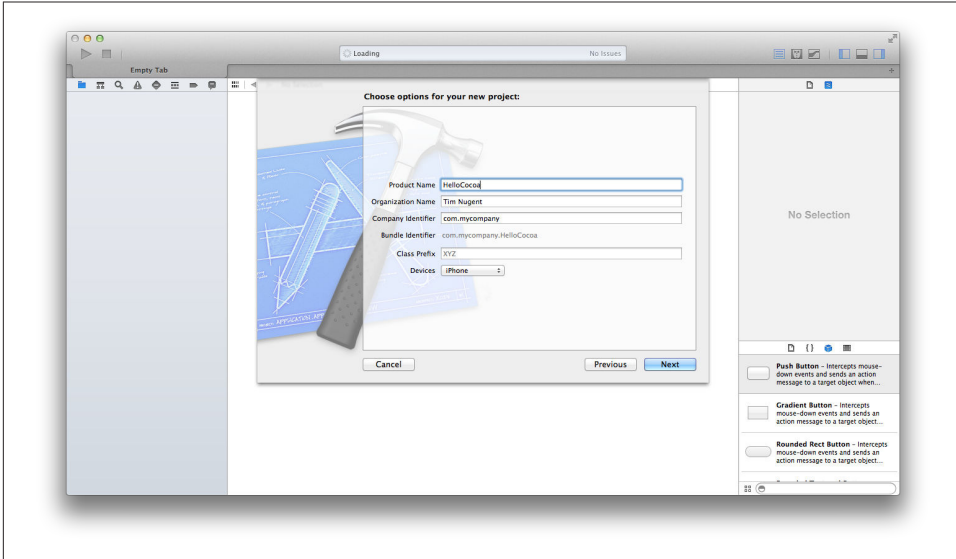 Loading
No Issues
Empty Tab
No Selection
Choose options for your new project:
Product Name HelloCocoa
Organization Name Tim Nugent
Company Identifier com.mycompany
Bundle Identifier com.mycompany.HelloCocoa
Class Prefix XYZ
Devices iPhone
Cancel
Previous
Next
No Selection
Push Button - Intercepts mouse-
down events and sends an action
message to a target object when...
Gradient Button - Intercepts
mouse-down events and sends an
action message to a target object...
Rounded Rect Button - Intercepts
mouse-down events and sends an
action message to a target object...